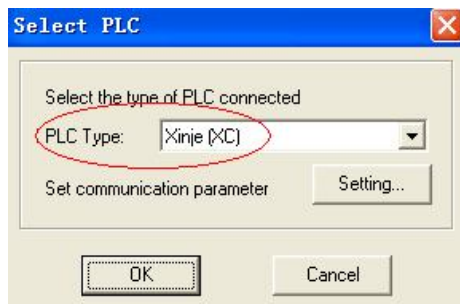 Select PLC
Select the type of PLC connected
PLC Type: Xinje (XC)
Set communication parameter Setting...
OK Cancel